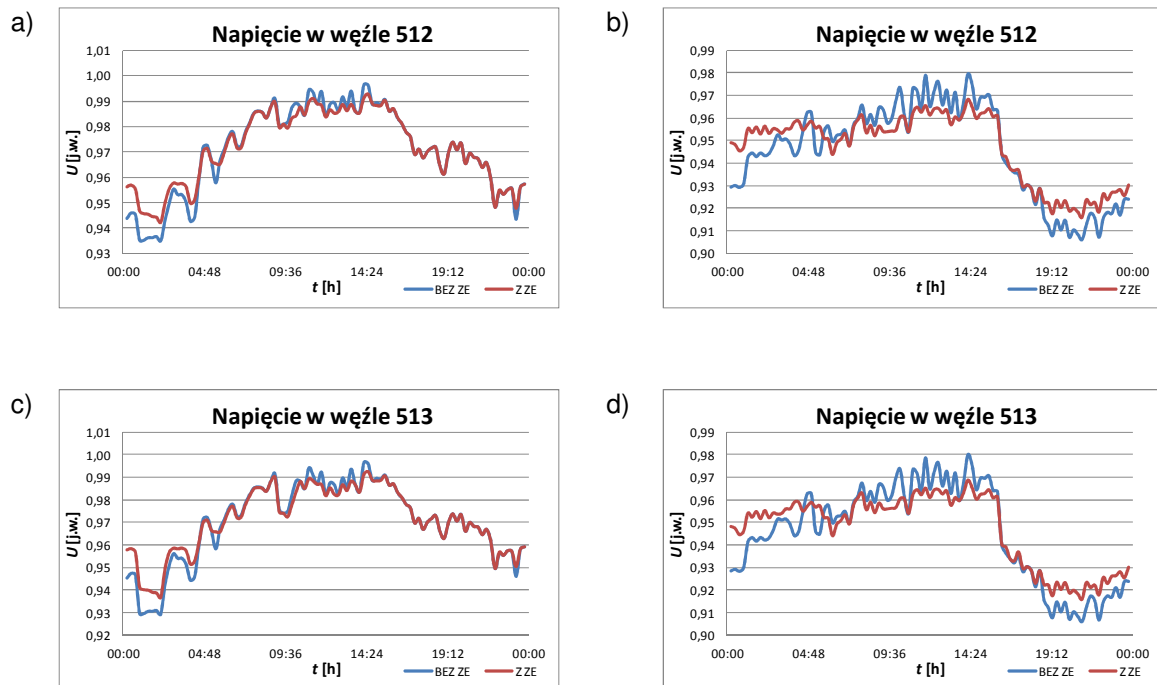 a)
Napięcie w węźle 512
1,01
1,00
0,99
0,98
0,97
0,96
0,95
0,94
0,93
U [j.w.]
00:00 04:48 09:36 14:24 19:12 00:00
t [h]
BEZ ZE Z ZE
b)
Napięcie w węźle 512
0,99
0,98
0,97
0,96
0,95
0,94
0,93
0,92
0,91
0,90
U [j.w.]
00:00 04:48 09:36 14:24 19:12 00:00
t [h]
BEZ ZE Z ZE
c)
Napięcie w węźle 513
1,01
1,00
0,99
0,98
0,97
0,96
0,95
0,94
0,93
0,92
U [j.w.]
00:00 04:48 09:36 14:24 19:12 00:00
t [h]
BEZ ZE Z ZE
d)
Napięcie w węźle 513
0,99
0,98
0,97
0,96
0,95
0,94
0,93
0,92
0,91
0,90
U [j.w.]
00:00 04:48 09:36 14:24 19:12 00:00
t [h]
BEZ ZE Z ZE